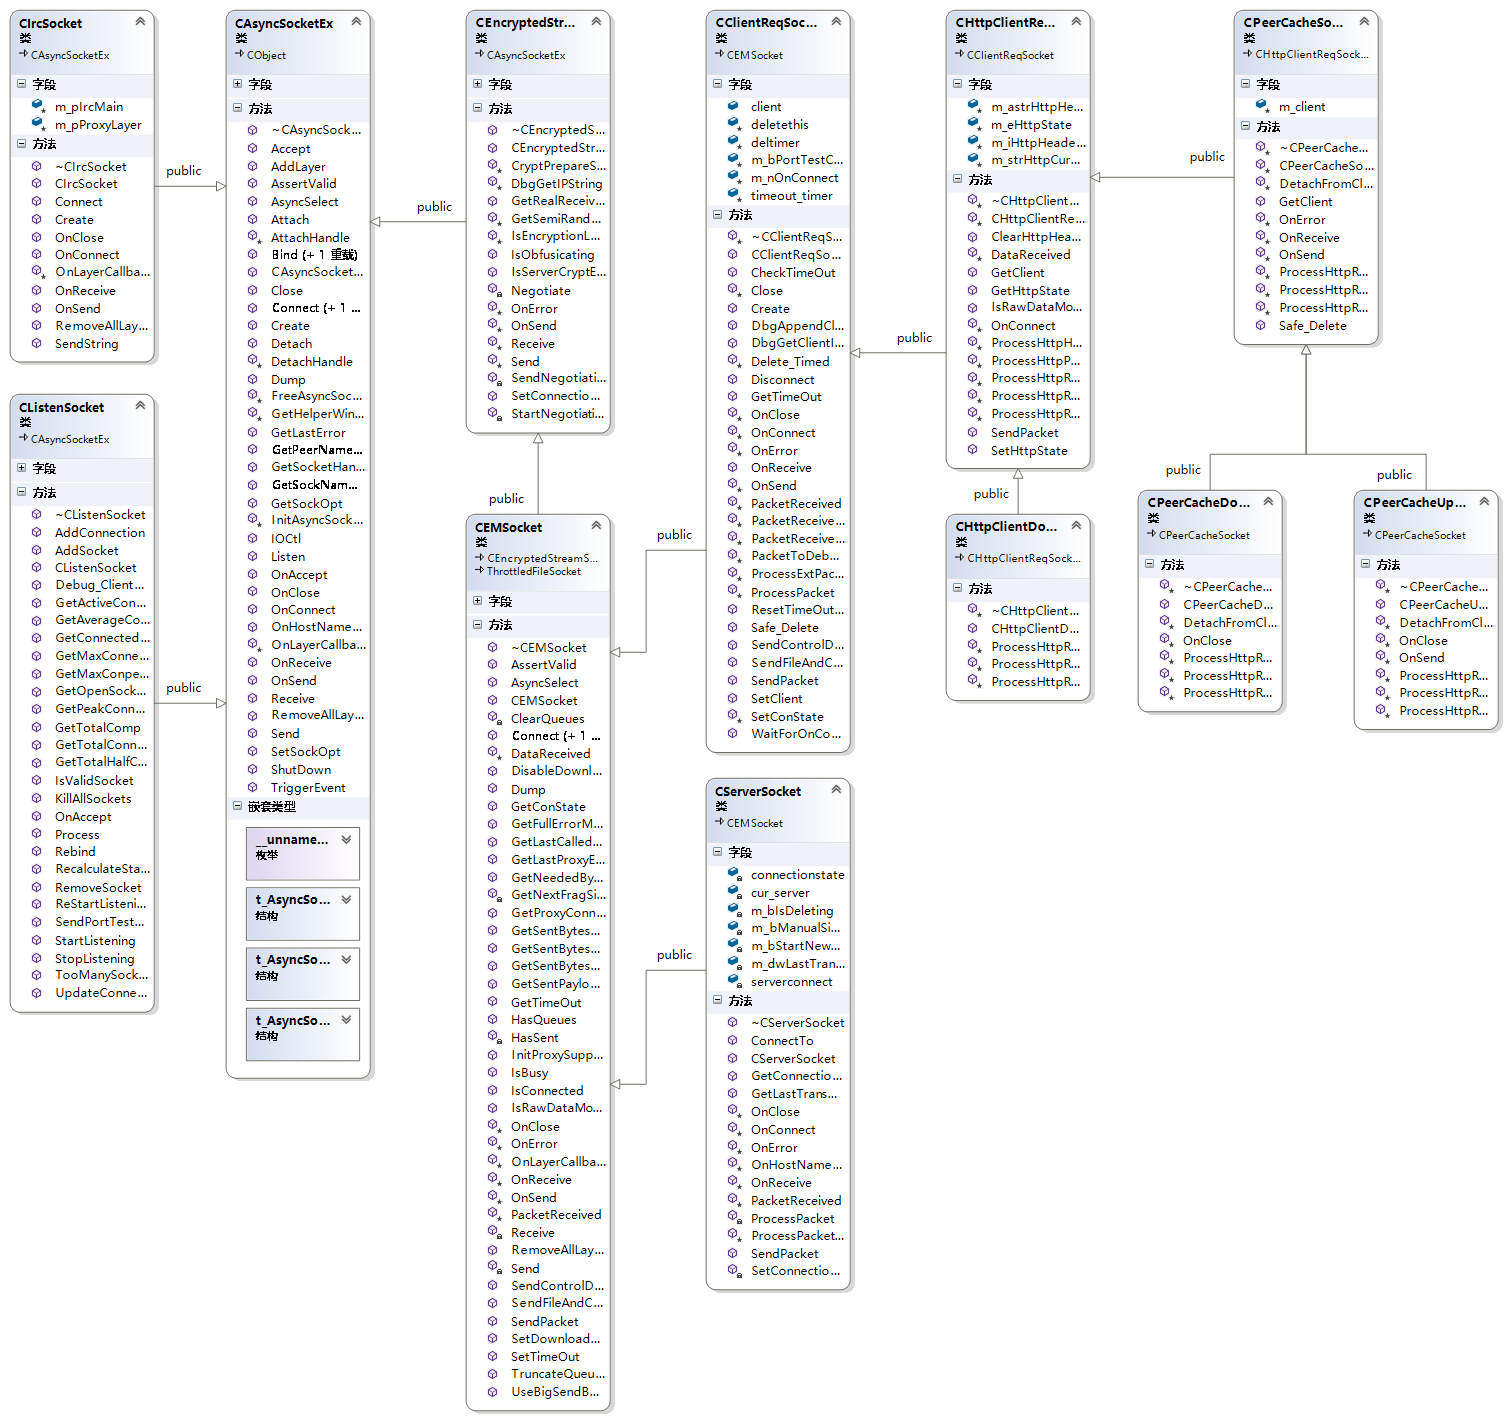 CIrcSocket
类
CAsyncSocketEx
字段
m_pIrcMain
m_pProxyLayer
方法
~CIrcSocket
CIrcSocket
Connect
Create
OnClose
OnConnect
OnLayerCallba...
OnReceive
OnSend
RemoveAllLay...
SendString
public
CListenSocket
类
CAsyncSocketEx
字段
方法
~CListenSocket
AddConnection
AddSocket
CListenSocket
Debug_Client...
GetActiveCon...
GetAverageCo...
GetConnected...
GetMaxConne...
GetMaxConpe...
GetOpenSock...
GetPeakConn...
GetTotalComp
GetTotalConn...
GetTotalHalfC...
IsValidSocket
KillAllSockets
OnAccept
Process
Rebind
RecalculateSta...
RemoveSocket
ReStartListeni...
SendPortTest...
StartListening
StopListening
TooManySock...
UpdateConne...
public
CAsyncSocketEx
类
CObject
字段
方法
~CAsyncSock...
Accept
AddLayer
AssertValid
AsyncSelect
Attach
AttachHandle
Bind (+ 1 重载)
CAsyncSocket...
Close
Connect (+ 1 ...
Create
Detach
DetachHandle
Dump
FreeAsyncSoc...
GetHelperWin...
GetLastError
GetPeerName...
GetSocketHan...
GetSockNam...
GetSockOpt
InitAsyncSock...
IOCtl
Listen
OnAccept
OnClose
OnConnect
OnHostName...
OnLayerCallba...
OnReceive
OnSend
Receive
RemoveAllLay...
Send
SetSockOpt
ShutDown
TriggerEvent
嵌套类型
__unname...
枚举
t_AsyncSo...
结构
t_AsyncSo...
结构
t_AsyncSo...
结构
public
CEncryptedStr...
类
CAsyncSocketEx
字段
方法
~CEncryptedS...
CEncryptedStr...
CryptPrepareS...
DbgGetIPString
GetRealReceiv...
GetSemiRand...
IsEncryptionL...
IsObfusicating
IsServerCryptE...
Negotiate
OnError
OnSend
Receive
Send
SendNegotiati...
SetConnectio...
StartNegotiati...
public
CEMSocket
类
CEncryptedStreamS...
ThrottledFileSocket
字段
方法
~CEMSocket
AssertValid
AsyncSelect
CEMSocket
ClearQueues
Connect (+ 1 ...
DataReceived
DisableDownl...
Dump
GetConState
GetFullErrorM...
GetLastCalled...
GetLastProxyE...
GetNeededBy...
GetNextFragSi...
GetProxyConn...
GetSentBytes...
GetSentBytes...
GetSentBytes...
GetSentPaylo...
GetTimeOut
HasQueues
HasSent
InitProxySupp...
IsBusy
IsConnected
IsRawDataMo...
OnClose
OnError
OnLayerCallba...
OnReceive
OnSend
PacketReceived
Receive
RemoveAllLay...
Send
SendControlD...
SendFileAndC...
SendPacket
SetDownload...
SetTimeOut
TruncateQueu...
UseBigSendB...
public
CClientReqSoc...
类
CEMSocket
字段
client
deletethis
deltimer
m_bPortTestC...
m_nOnConnect
timeout_timer
方法
~CClientReqS...
CClientReqSo...
CheckTimeOut
Close
Create
DbgAppendCl...
DbgGetClientI...
Delete_Timed
Disconnect
GetTimeOut
OnClose
OnConnect
OnError
OnReceive
OnSend
PacketReceived
PacketReceive...
PacketReceive...
PacketToDeb...
ProcessExtPac...
ProcessPacket
ResetTimeOut...
Safe_Delete
SendControlD...
SendFileAndC...
SendPacket
SetClient
SetConState
WaitForOnCo...
public
CServerSocket
类
CEMSocket
字段
connectionstate
cur_server
m_bIsDeleting
m_bManualSi...
m_bStartNew...
m_dwLastTran...
serverconnect
方法
~CServerSocket
ConnectTo
CServerSocket
GetConnectio...
GetLastTrans...
OnClose
OnConnect
OnError
OnHostName...
OnReceive
PacketReceived
ProcessPacket
ProcessPacket...
SendPacket
SetConnectio...
public
CHttpClientRe...
类
CClientReqSocket
字段
m_astrHttpHe...
m_eHttpState
m_iHttpHeade...
m_strHttpCur...
方法
~CHttpClient...
CHttpClientRe...
ClearHttpHea...
DataReceived
GetClient
GetHttpState
IsRawDataMo...
OnConnect
ProcessHttpH...
ProcessHttpP...
ProcessHttpR...
ProcessHttpR...
ProcessHttpR...
SendPacket
SetHttpState
public
CHttpClientDo...
类
CHttpClientReqSock...
方法
~CHttpClient...
CHttpClientD...
ProcessHttpR...
ProcessHttpR...
ProcessHttpR...
public
CPeerCacheSo...
类
CHttpClientReqSock...
字段
m_client
方法
~CPeerCache...
CPeerCacheSo...
DetachFromCl...
GetClient
OnError
OnReceive
OnSend
ProcessHttpR...
ProcessHttpR...
ProcessHttpR...
Safe_Delete
public
CPeerCacheDo...
类
CPeerCacheSocket
方法
~CPeerCache...
CPeerCacheD...
DetachFromCl...
OnClose
ProcessHttpR...
ProcessHttpR...
ProcessHttpR...
public
CPeerCacheUp...
类
CPeerCacheSocket
方法
~CPeerCache...
CPeerCacheU...
DetachFromCl...
OnClose
OnSend
ProcessHttpR...
ProcessHttpR...
ProcessHttpR...